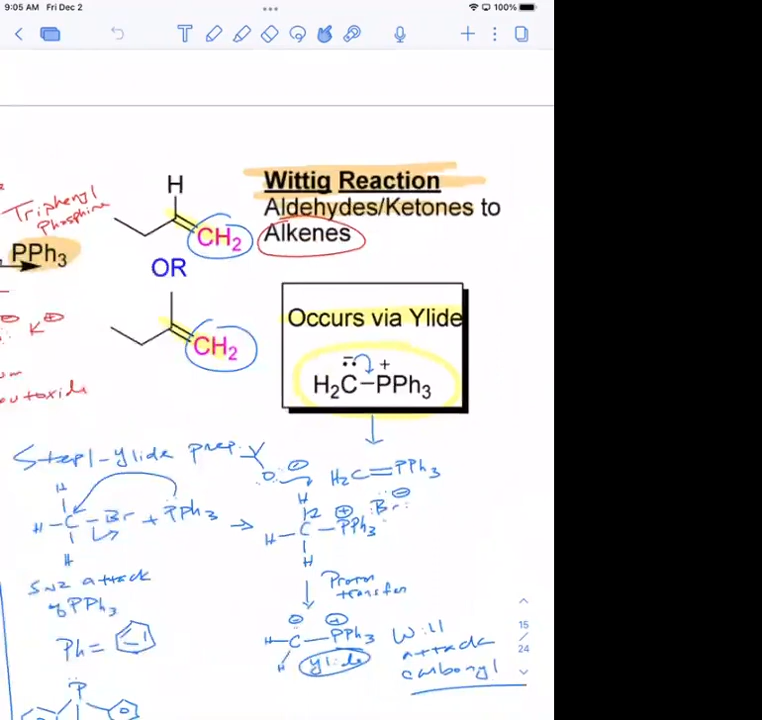 9:05 AM Fri Dec 2
100%
Triphenyl
Phosphine
PPh3
H
CH2
OR
CH2
Wittig Reaction
Aldehydes/Ketones to
Alkenes
Occurs via Ylide
H2C–PPh3
+
K⊕
utoxide
Step 1 - Ylide prep.
H2C=PPh3
H
H–C–Br + :PPh3
H
H
H–C–PPh3
⊕
Br
⊖
H
SN2 attack
of PPh3
Ph =
Proton
transfer
⊖ ⊕
H–C–PPh3
H
ylide
Will
attack
carbonyl
15
/
24
P